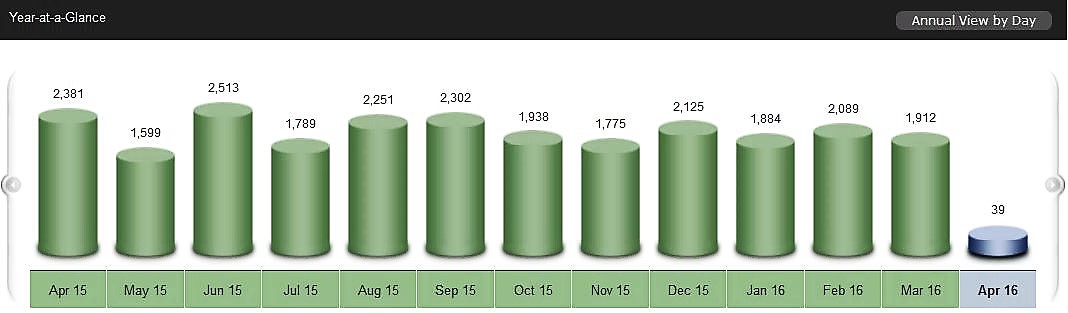 Year-at-a-Glance
Annual View by Day
2,381
1,599
2,513
1,789
2,251
2,302
1,938
1,775
2,125
1,884
2,089
1,912
39
Apr 15
May 15
Jun 15
Jul 15
Aug 15
Sep 15
Oct 15
Nov 15
Dec 15
Jan 16
Feb 16
Mar 16
Apr 16